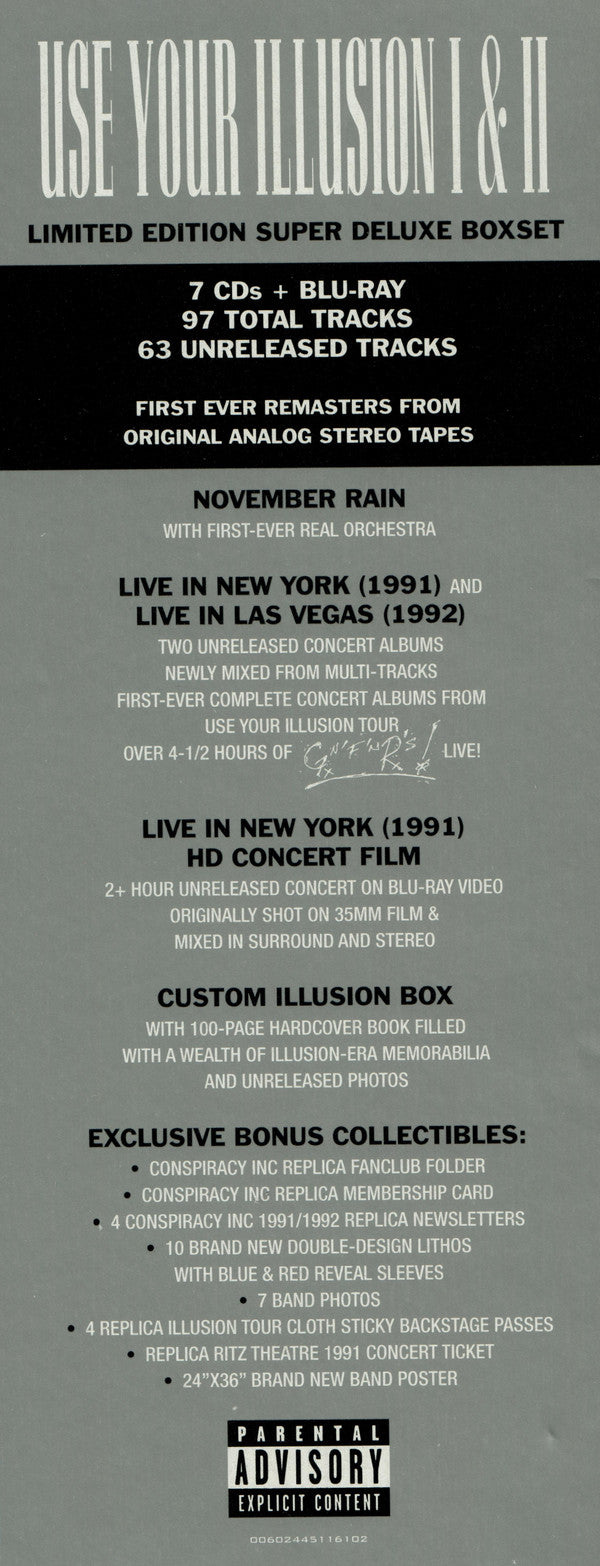 USE YOUR ILLUSION I & II
LIMITED EDITION SUPER DELUXE BOXSET
7 CDs + BLU-RAY
97 TOTAL TRACKS
63 UNRELEASED TRACKS
FIRST EVER REMASTERS FROM
ORIGINAL ANALOG STEREO TAPES
NOVEMBER RAIN
WITH FIRST-EVER REAL ORCHESTRA
LIVE IN NEW YORK (1991) AND
LIVE IN LAS VEGAS (1992)
TWO UNRELEASED CONCERT ALBUMS
NEWLY MIXED FROM MULTI-TRACKS
FIRST-EVER COMPLETE CONCERT ALBUMS FROM
USE YOUR ILLUSION TOUR
OVER 4-1/2 HOURS OF G N'F'N'R's! LIVE!
LIVE IN NEW YORK (1991)
HD CONCERT FILM
2+ HOUR UNRELEASED CONCERT ON BLU-RAY VIDEO
ORIGINALLY SHOT ON 35MM FILM &
MIXED IN SURROUND AND STEREO
CUSTOM ILLUSION BOX
WITH 100-PAGE HARDCOVER BOOK FILLED
WITH A WEALTH OF ILLUSION-ERA MEMORABILIA
AND UNRELEASED PHOTOS
EXCLUSIVE BONUS COLLECTIBLES:
• CONSPIRACY INC REPLICA FANCLUB FOLDER
• CONSPIRACY INC REPLICA MEMBERSHIP CARD
• 4 CONSPIRACY INC 1991/1992 REPLICA NEWSLETTERS
• 10 BRAND NEW DOUBLE-DESIGN LITHOS
WITH BLUE & RED REVEAL SLEEVES
• 7 BAND PHOTOS
• 4 REPLICA ILLUSION TOUR CLOTH STICKY BACKSTAGE PASSES
• REPLICA RITZ THEATRE 1991 CONCERT TICKET
• 24”X36” BRAND NEW BAND POSTER
PARENTAL
ADVISORY
EXPLICIT CONTENT
00602445116102